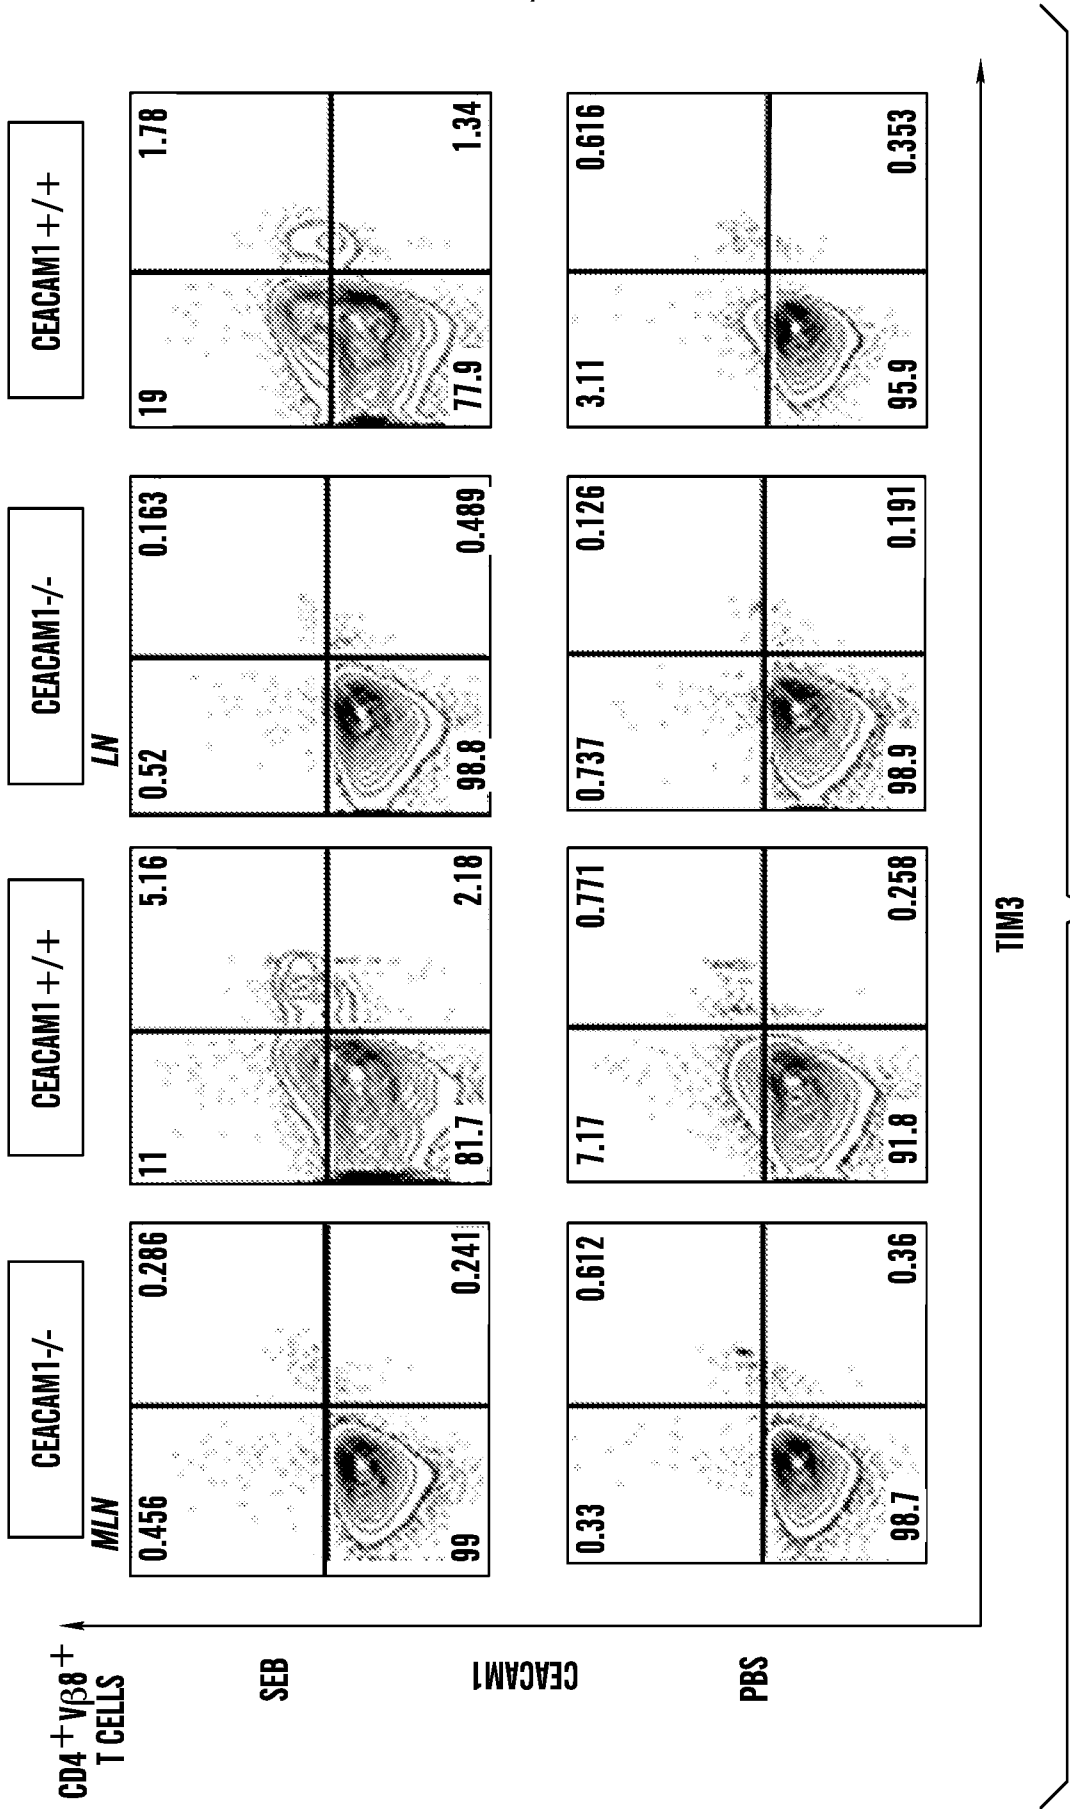 CD4+Vβ8+
T CELLS
MLN
LN
CEACAM1-/-
CEACAM1+/+
CEACAM1-/-
CEACAM1+/+
SEB
0.456
0.286
11
5.16
0.52
0.163
19
1.78
99
0.241
81.7
2.18
98.8
0.489
77.9
1.34
CEACAM1
PBS
0.33
0.612
7.17
0.771
0.737
0.126
3.11
0.616
98.7
0.36
91.8
0.258
98.9
0.191
95.9
0.353
TIM3